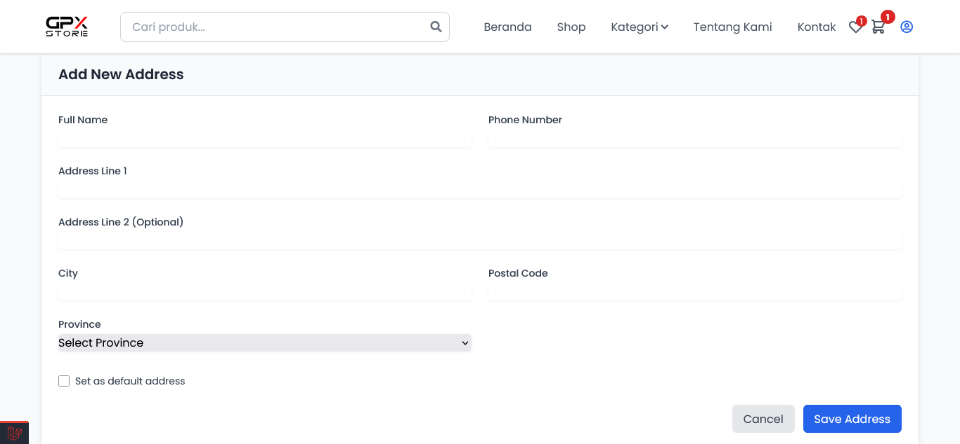 GPX
STORE
Cari produk...
Beranda
Shop
Kategori
Tentang Kami
Kontak
1
1
Add New Address
Full Name
Phone Number
Address Line 1
Address Line 2 (Optional)
City
Postal Code
Province
Select Province
Set as default address
Cancel
Save Address